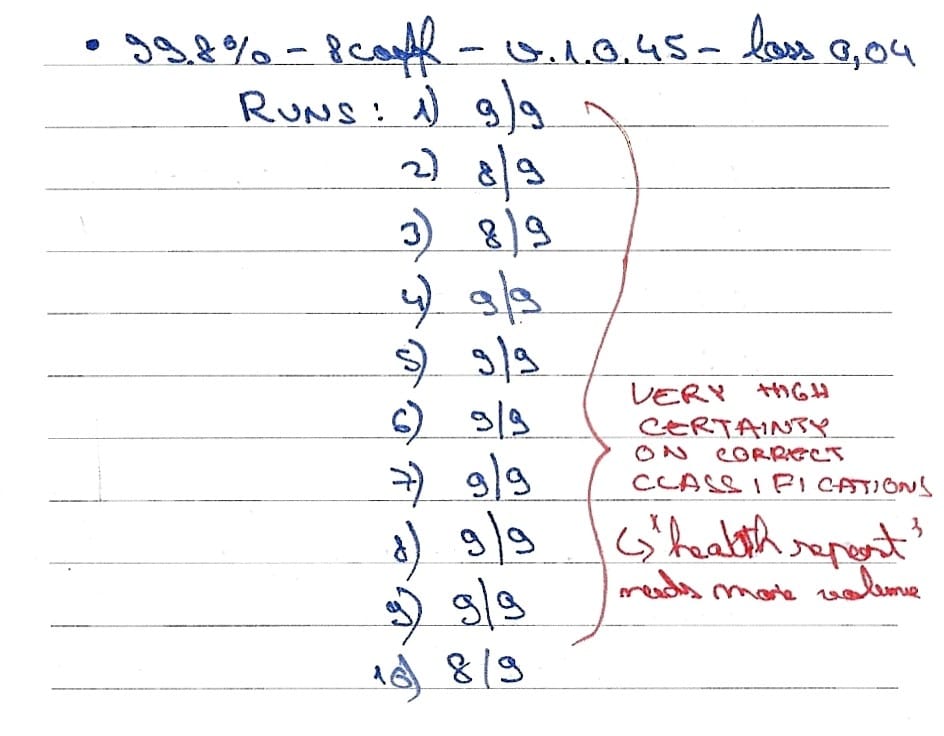 • 99.8% - 8coeff - v.1.0.45 - loss 0,04
RUNS: 1) 9/9
2) 8/9
3) 8/9
4) 9/9
5) 9/9
6) 9/9
7) 9/9
8) 9/9
9) 9/9
10) 8/9
VERY HIGH
CERTAINTY
ON CORRECT
CLASSIFICATIONS
↳ "health report"
needs more volume